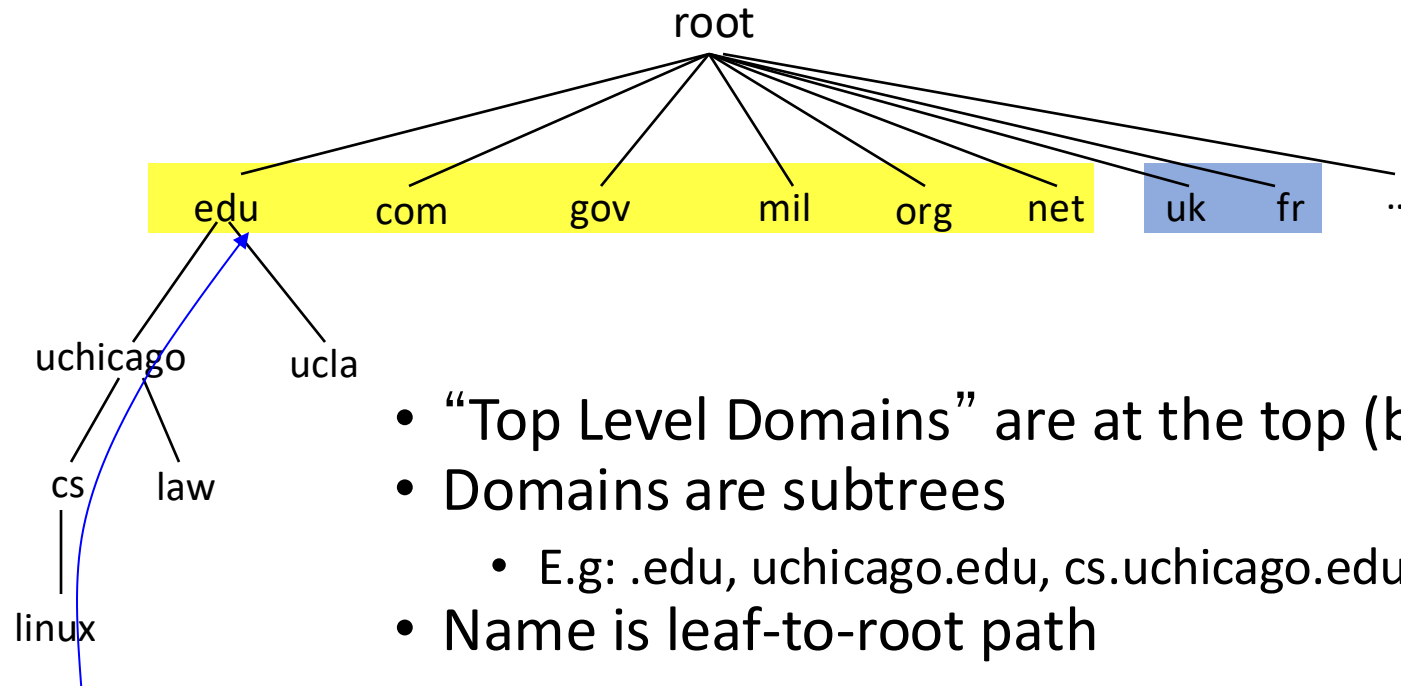 root
edu com gov mil org net uk fr ..
uchicago ucla
• “Top Level Domains” are at the top (b
cs law
• Domains are subtrees
• E.g: .edu, uchicago.edu, cs.uchicago.edu
linux
• Name is leaf-to-root path